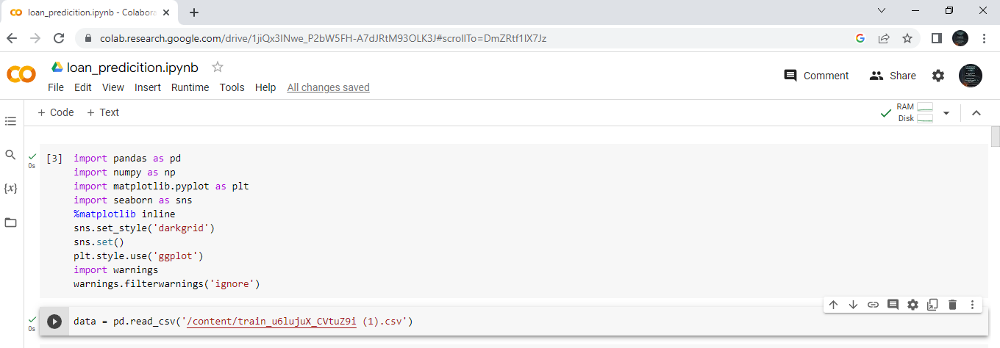 loan_predicition.ipynb - Colabora
colab.research.google.com/drive/1jiQx3INwe_P2bW5FH-A7dJRtM93OLK3J#scrollTo=DmZRtf1lX7Jz
loan_predicition.ipynb
Comment
Share
File Edit View Insert Runtime Tools Help All changes saved
+ Code + Text
RAM
Disk
[3] import pandas as pd
0s
import numpy as np
import matplotlib.pyplot as plt
import seaborn as sns
%matplotlib inline
sns.set_style('darkgrid')
sns.set()
plt.style.use('ggplot')
import warnings
warnings.filterwarnings('ignore')
data = pd.read_csv('/content/train_u6lujuX_CVtuZ9i (1).csv')
0s